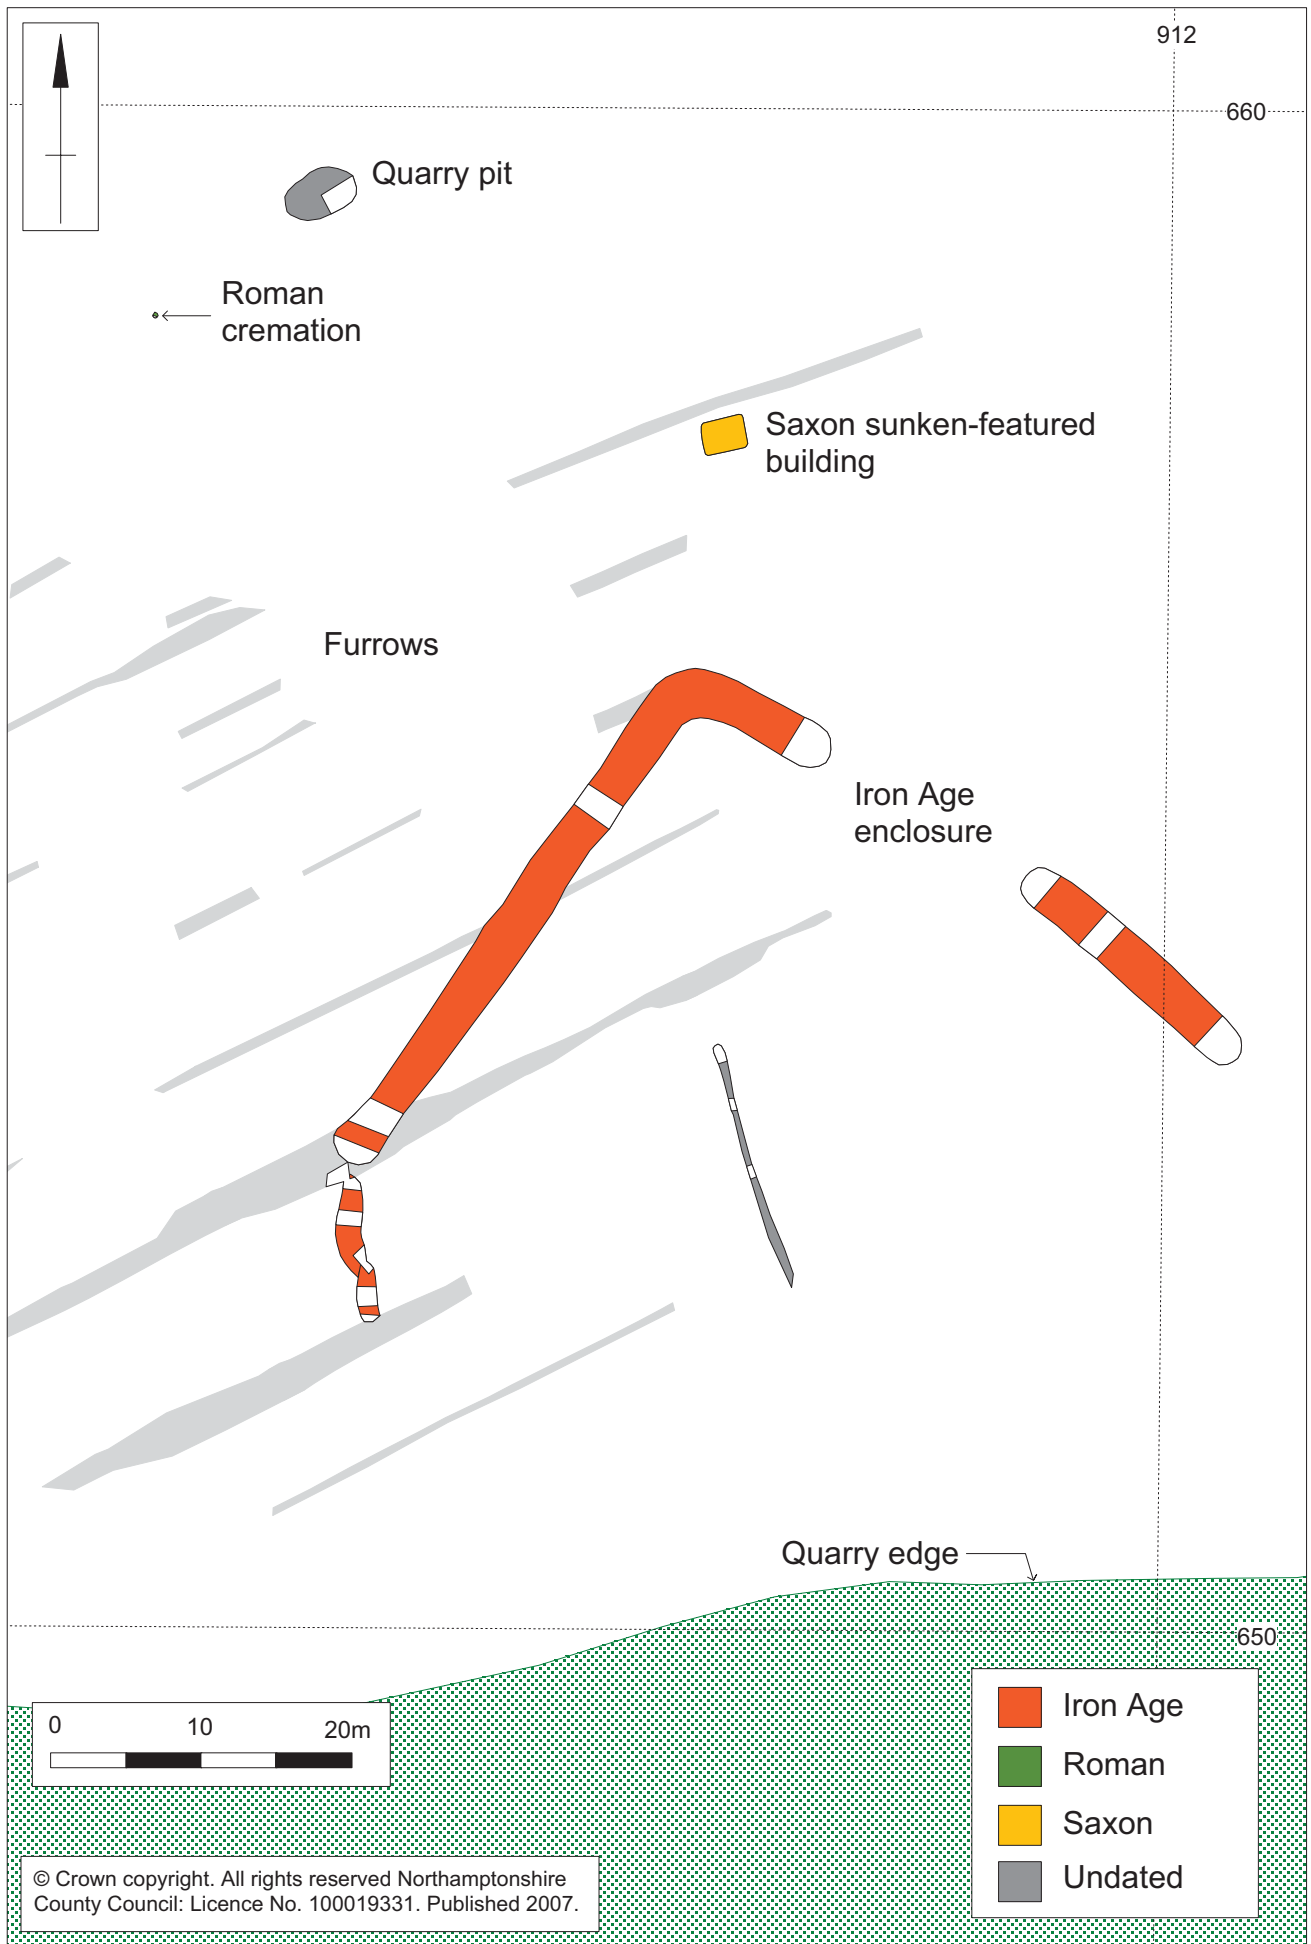 912
660
Quarry pit
Roman
cremation
Saxon sunken-featured
building
Furrows
Iron Age
enclosure
Quarry edge
650
0 10 20m
Iron Age
Roman
Saxon
Undated
© Crown copyright. All rights reserved Northamptonshire
County Council: Licence No. 100019331. Published 2007.